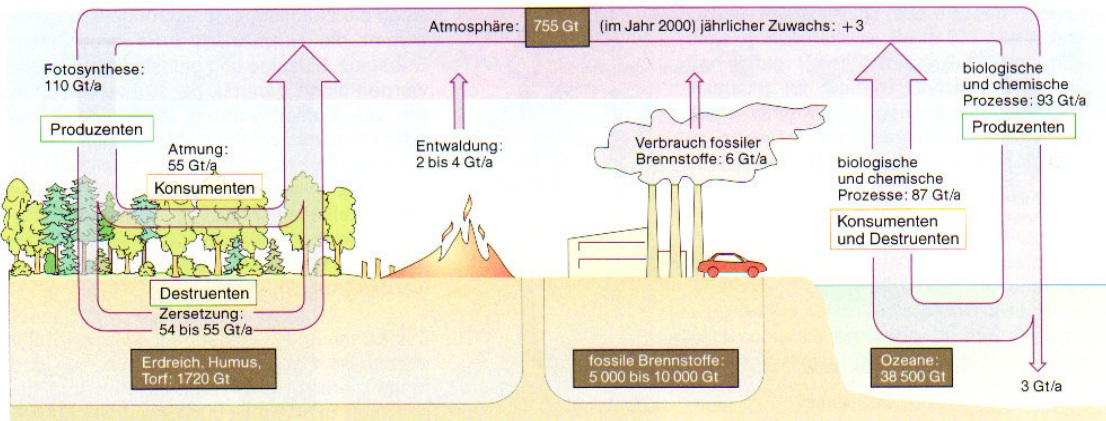 Atmosphäre: 755 Gt (im Jahr 2000) jährlicher Zuwachs: +3
Fotosynthese:
110 Gt/a
Produzenten
Atmung:
55 Gt/a
Konsumenten
Destruenten
Zersetzung:
54 bis 55 Gt/a
Erdreich, Humus,
Torf: 1720 Gt
Entwaldung:
2 bis 4 Gt/a
Verbrauch fossiler
Brennstoffe: 6 Gt/a
fossile Brennstoffe:
5 000 bis 10 000 Gt
biologische
und chemische
Prozesse: 87 Gt/a
Konsumenten
und Destruenten
biologische
und chemische
Prozesse: 93 Gt/a
Produzenten
Ozeane:
38 500 Gt
3 Gt/a